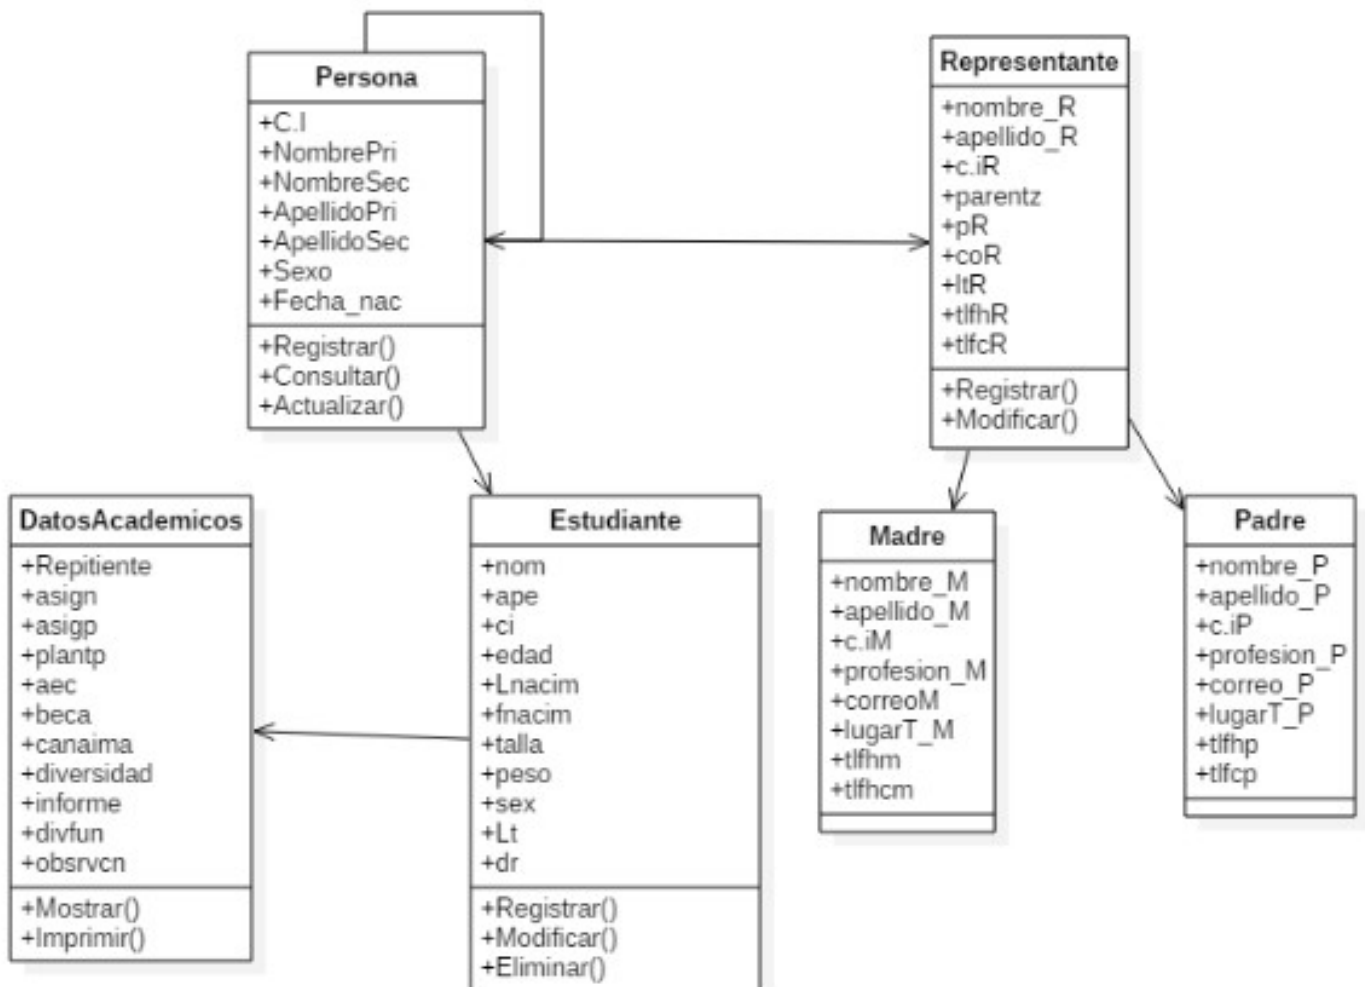 Persona
+C.I
+NombrePri
+NombreSec
+ApellidoPri
+ApellidoSec
+Sexo
+Fecha_nac
+Registrar()
+Consultar()
+Actualizar()
Representante
+nombre_R
+apellido_R
+c.iR
+parentz
+pR
+coR
+ltR
+tlfhR
+tlfcR
+Registrar()
+Modificar()
DatosAcademicos
+Repitiente
+asign
+asigp
+plantp
+aec
+beca
+canaima
+diversidad
+informe
+divfun
+obsrvcn
+Mostrar()
+Imprimir()
Estudiante
+nom
+ape
+ci
+edad
+Lnacim
+fnacim
+talla
+peso
+sex
+Lt
+dr
+Registrar()
+Modificar()
+Eliminar()
Madre
+nombre_M
+apellido_M
+c.iM
+profesion_M
+correoM
+lugarT_M
+tlfhm
+tlfhcm
Padre
+nombre_P
+apellido_P
+c.iP
+profesion_P
+correo_P
+lugarT_P
+tlfhp
+tlfcp